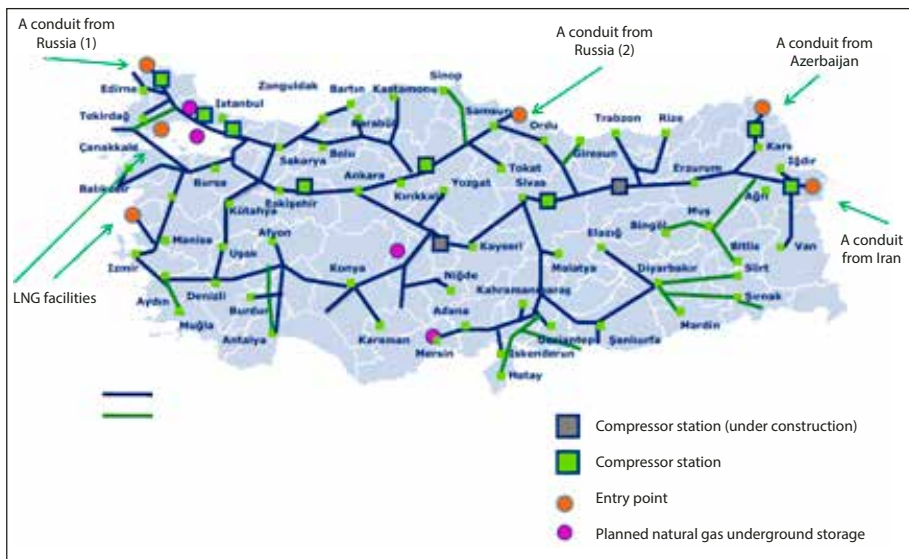 A conduit from
Russia (1)
A conduit from
Russia (2)
A conduit from
Azerbaijan
Zonguldak
Bartın
Kastamonu
Sinop
Edirne
İstanbul
Samsun
Ordu
Trabzon
Rize
Tekirdağ
Karabük
Giresun
Kars
Çanakkale
Sakarya
Bolu
Tokat
Iğdır
Bursa
Ankara
Kırıkkale
Yozgat
Sivas
Erzurum
Ağrı
Balıkesir
Eskişehir
Kütahya
Bingöl
Muş
Manisa
Uşak
Afyon
Kayseri
Elazığ
Bitlis
Van
A conduit
from Iran
İzmir
Konya
Niğde
Malatya
Diyarbakır
Siirt
LNG facilities
Aydın
Denizli
Burdur
Kahramanmaraş
Şırnak
Muğla
Antalya
Karaman
Adana
Mersin
Gaziantep
Şanlıurfa
Mardin
İskenderun
Hatay
Compressor station (under construction)
Compressor station
Entry point
Planned natural gas underground storage